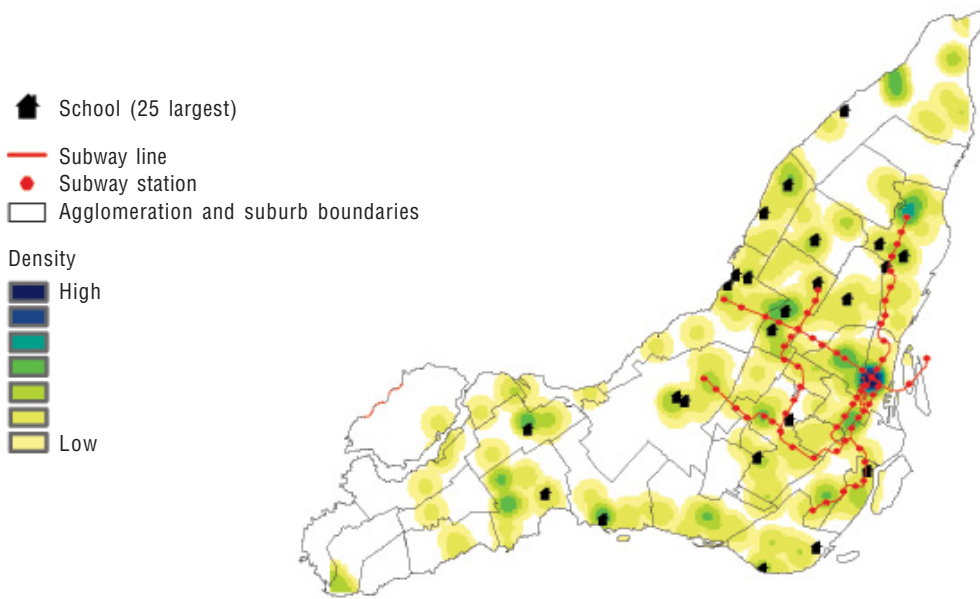 School (25 largest)
Subway line
Subway station
Agglomeration and suburb boundaries
Density
High
Low